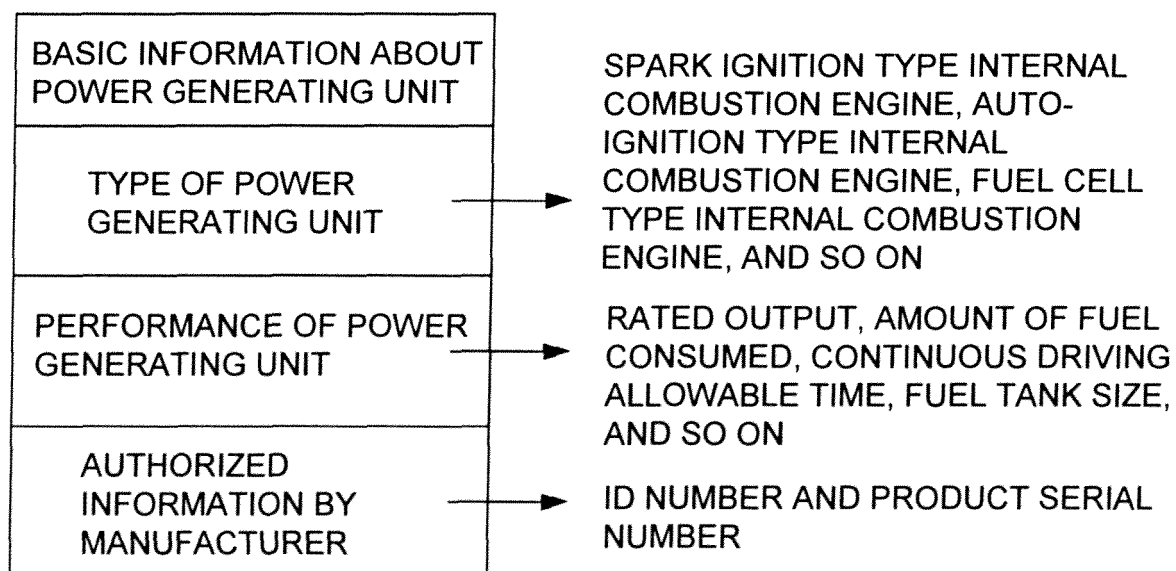 BASIC INFORMATION ABOUT
POWER GENERATING UNIT
TYPE OF POWER
GENERATING UNIT
SPARK IGNITION TYPE INTERNAL
COMBUSTION ENGINE, AUTO-
IGNITION TYPE INTERNAL
COMBUSTION ENGINE, FUEL CELL
TYPE INTERNAL COMBUSTION
ENGINE, AND SO ON
PERFORMANCE OF POWER
GENERATING UNIT
RATED OUTPUT, AMOUNT OF FUEL
CONSUMED, CONTINUOUS DRIVING
ALLOWABLE TIME, FUEL TANK SIZE,
AND SO ON
AUTHORIZED
INFORMATION BY
MANUFACTURER
ID NUMBER AND PRODUCT SERIAL
NUMBER